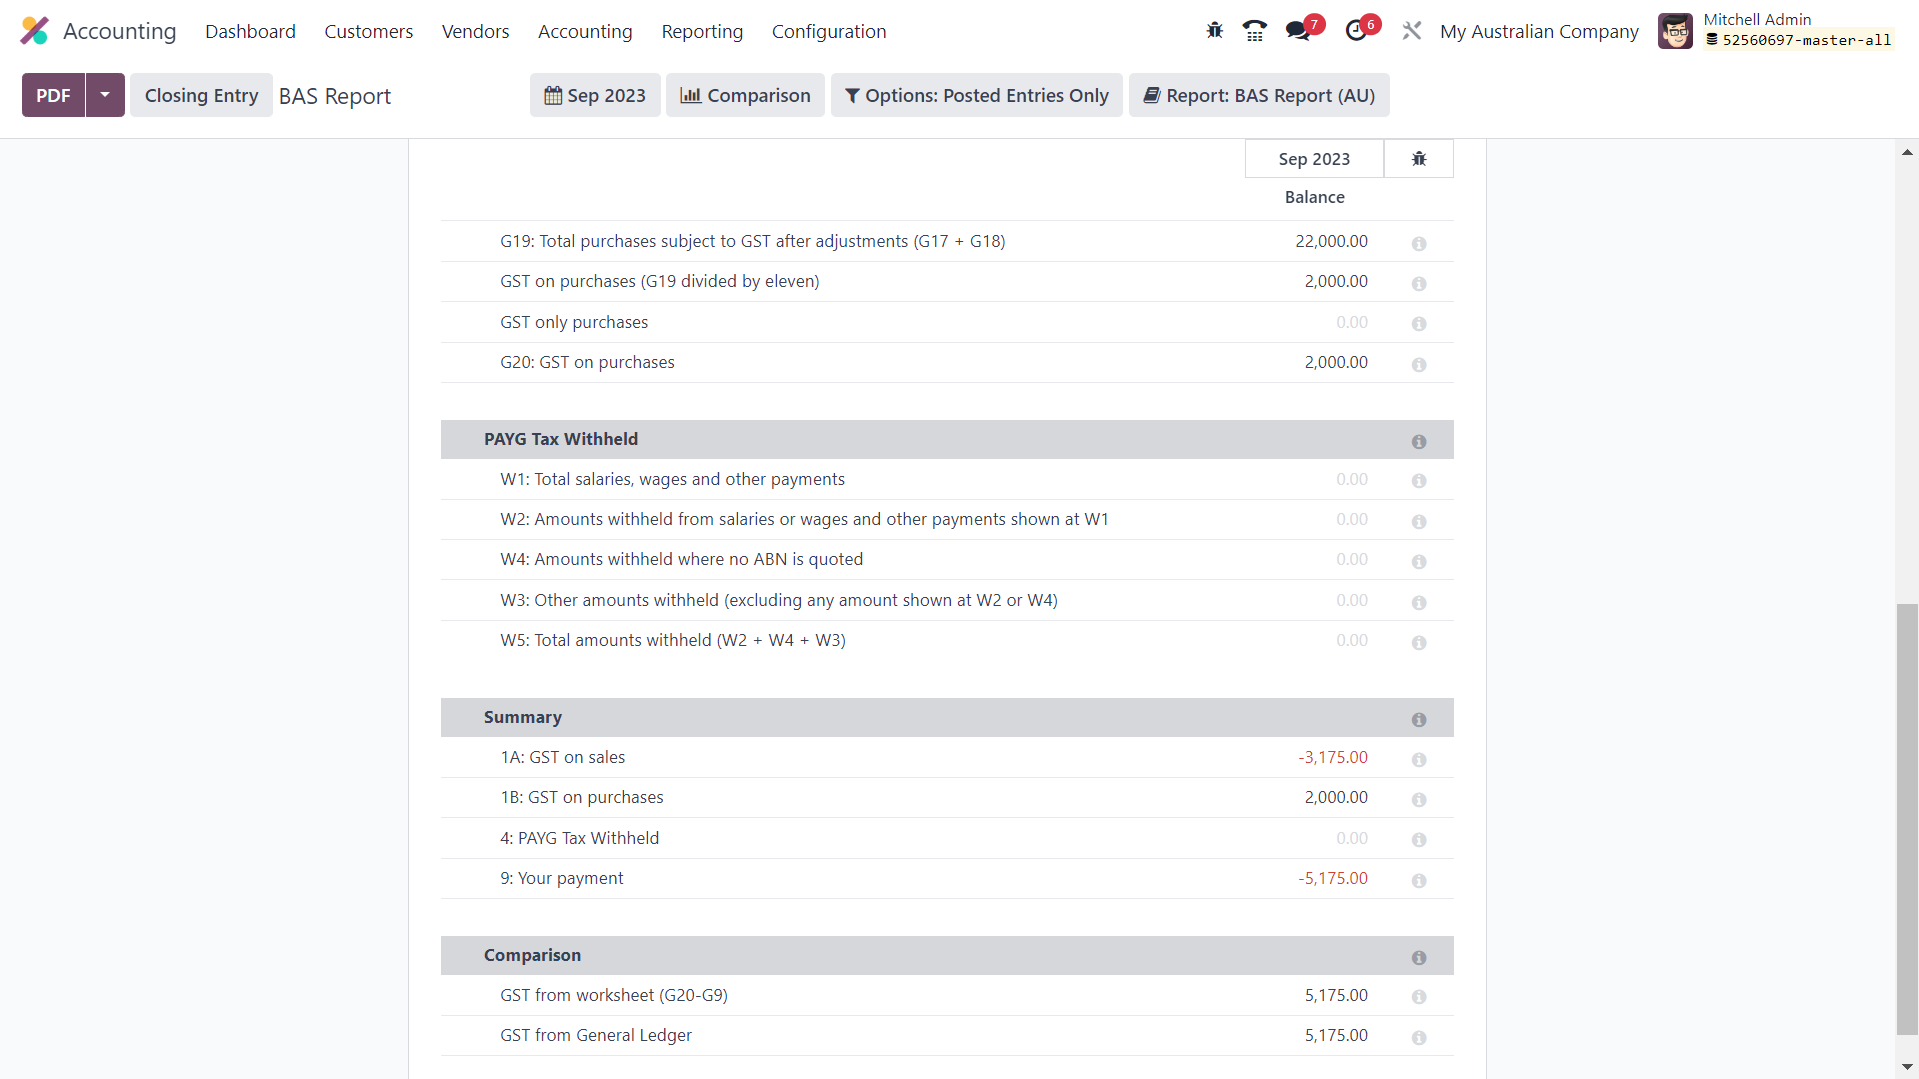 Accounting Dashboard Customers Vendors Accounting Reporting Configuration 7 6 My Australian Company Mitchell Admin
52560697-master-all
PDF Closing Entry BAS Report Sep 2023 Comparison Options: Posted Entries Only Report: BAS Report (AU)
Sep 2023
Balance
G19: Total purchases subject to GST after adjustments (G17 + G18) 22,000.00
GST on purchases (G19 divided by eleven) 2,000.00
GST only purchases 0.00
G20: GST on purchases 2,000.00
PAYG Tax Withheld
W1: Total salaries, wages and other payments 0.00
W2: Amounts withheld from salaries or wages and other payments shown at W1 0.00
W4: Amounts withheld where no ABN is quoted 0.00
W3: Other amounts withheld (excluding any amount shown at W2 or W4) 0.00
W5: Total amounts withheld (W2 + W4 + W3) 0.00
Summary
1A: GST on sales -3,175.00
1B: GST on purchases 2,000.00
4: PAYG Tax Withheld 0.00
9: Your payment -5,175.00
Comparison
GST from worksheet (G20-G9) 5,175.00
GST from General Ledger 5,175.00